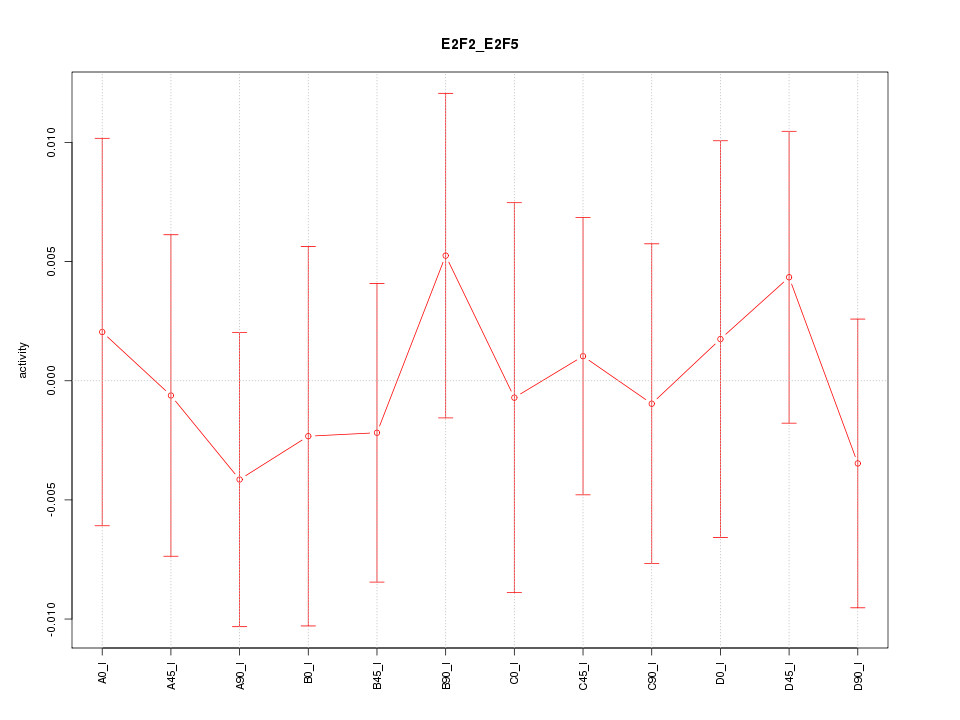 E2F2_E2F5
activity
0.010
0.005
0.000
-0.005
-0.010
A0_I
A45_I
A90_I
B0_I
B45_I
B90_I
C0_I
C45_I
C90_I
D0_I
D45_I
D90_I